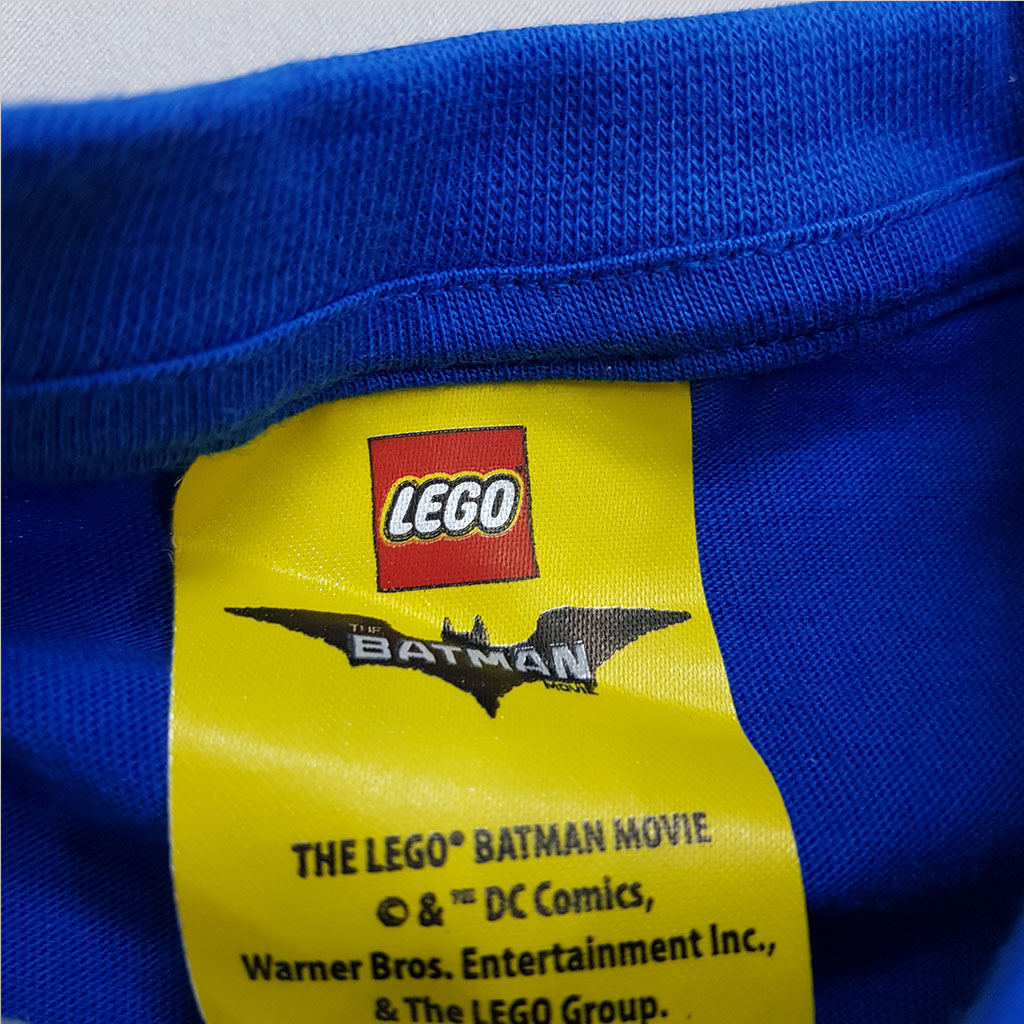 LEGO
THE
BATMAN
MOVIE
THE LEGO® BATMAN MOVIE
© & ™ DC Comics,
Warner Bros. Entertainment Inc.,
& The LEGO Group.